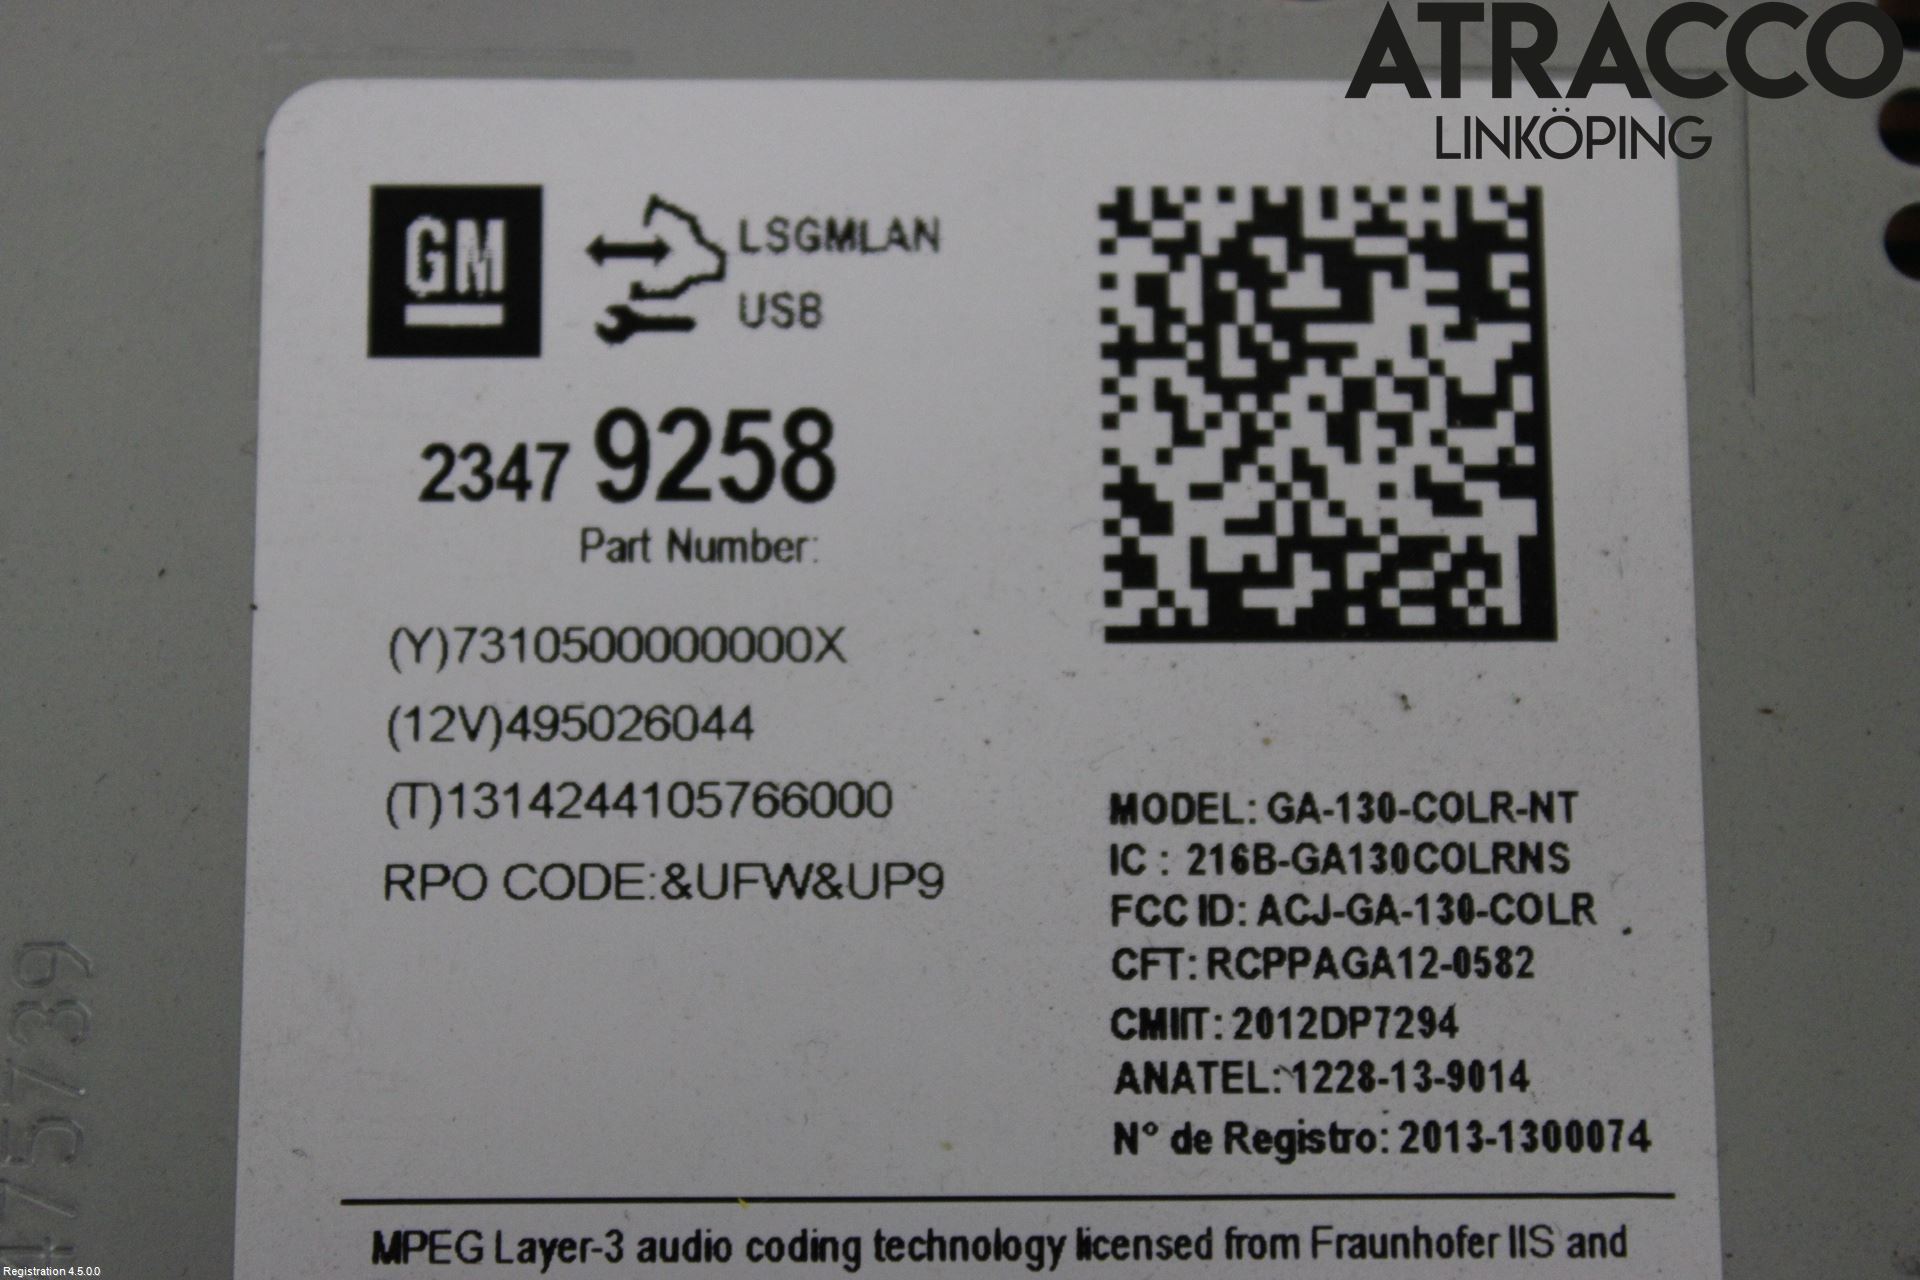 ATRACCO
LINKÖPING
GM
LSGMLAN
USB
2347 9258
Part Number:
(Y)7310500000000X
(12V)495026044
(T)1314244105766000
RPO CODE:&UFW&UP9
MODEL: GA-130-COLR-NT
IC : 216B-GA130COLRNS
FCC ID: ACJ-GA-130-COLR
CFT: RCPPAGA12-0582
CMIIT: 2012DP7294
ANATEL: 1228-13-9014
N° de Registro: 2013-1300074
MPEG Layer-3 audio coding technology licensed from Fraunhofer IIS and
Registration 4.5.0.0